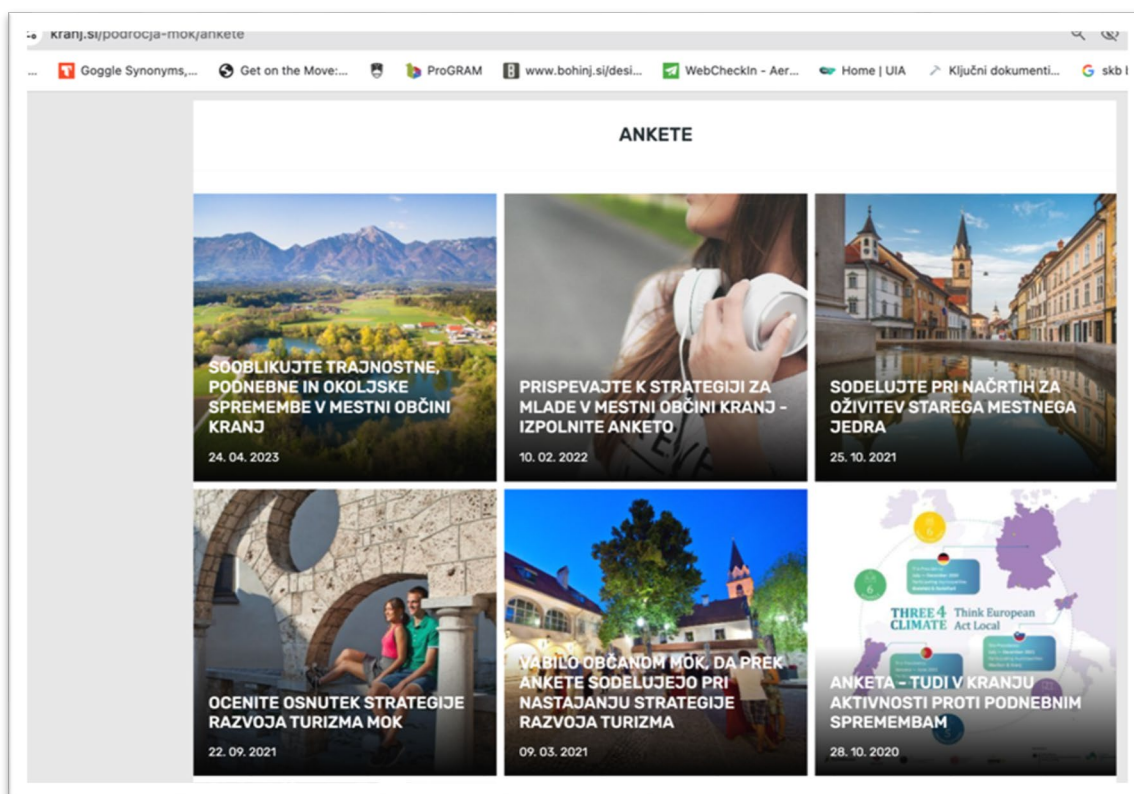 kranj.si/podrocja-mok/ankete
... Goggle Synonyms,... Get on the Move:... ProGRAM www.bohinj.si/desi... WebCheckIn - Aer... Home | UIA Ključni dokumenti... skb
ANKETE
SOOBLIKUJTE TRAJNOSTNE,
PODNEBNE IN OKOLJSKE
SPREMEMBE V MESTNI OBČINI
KRANJ
24. 04. 2023
PRISPEVAJTE K STRATEGIJI ZA
MLADE V MESTNI OBČINI KRANJ -
IZPOLNITE ANKETO
10. 02. 2022
SODELUJTE PRI NAČRTIH ZA
OŽIVITEV STAREGA MESTNEGA
JEDRA
25. 10. 2021
OCENITE OSNUTEK STRATEGIJE
RAZVOJA TURIZMA MOK
22. 09. 2021
VABILO OBČANOM MOK, DA PREK
ANKETE SODELUJEJO PRI
NASTAJANJU STRATEGIJE
RAZVOJA TURIZMA
09. 03. 2021
THREE 4 Think European
CLIMATE Act Local
ANKETA - TUDI V KRANJU
AKTIVNOSTI PROTI PODNEBNIM
SPREMEMBAM
28. 10. 2020